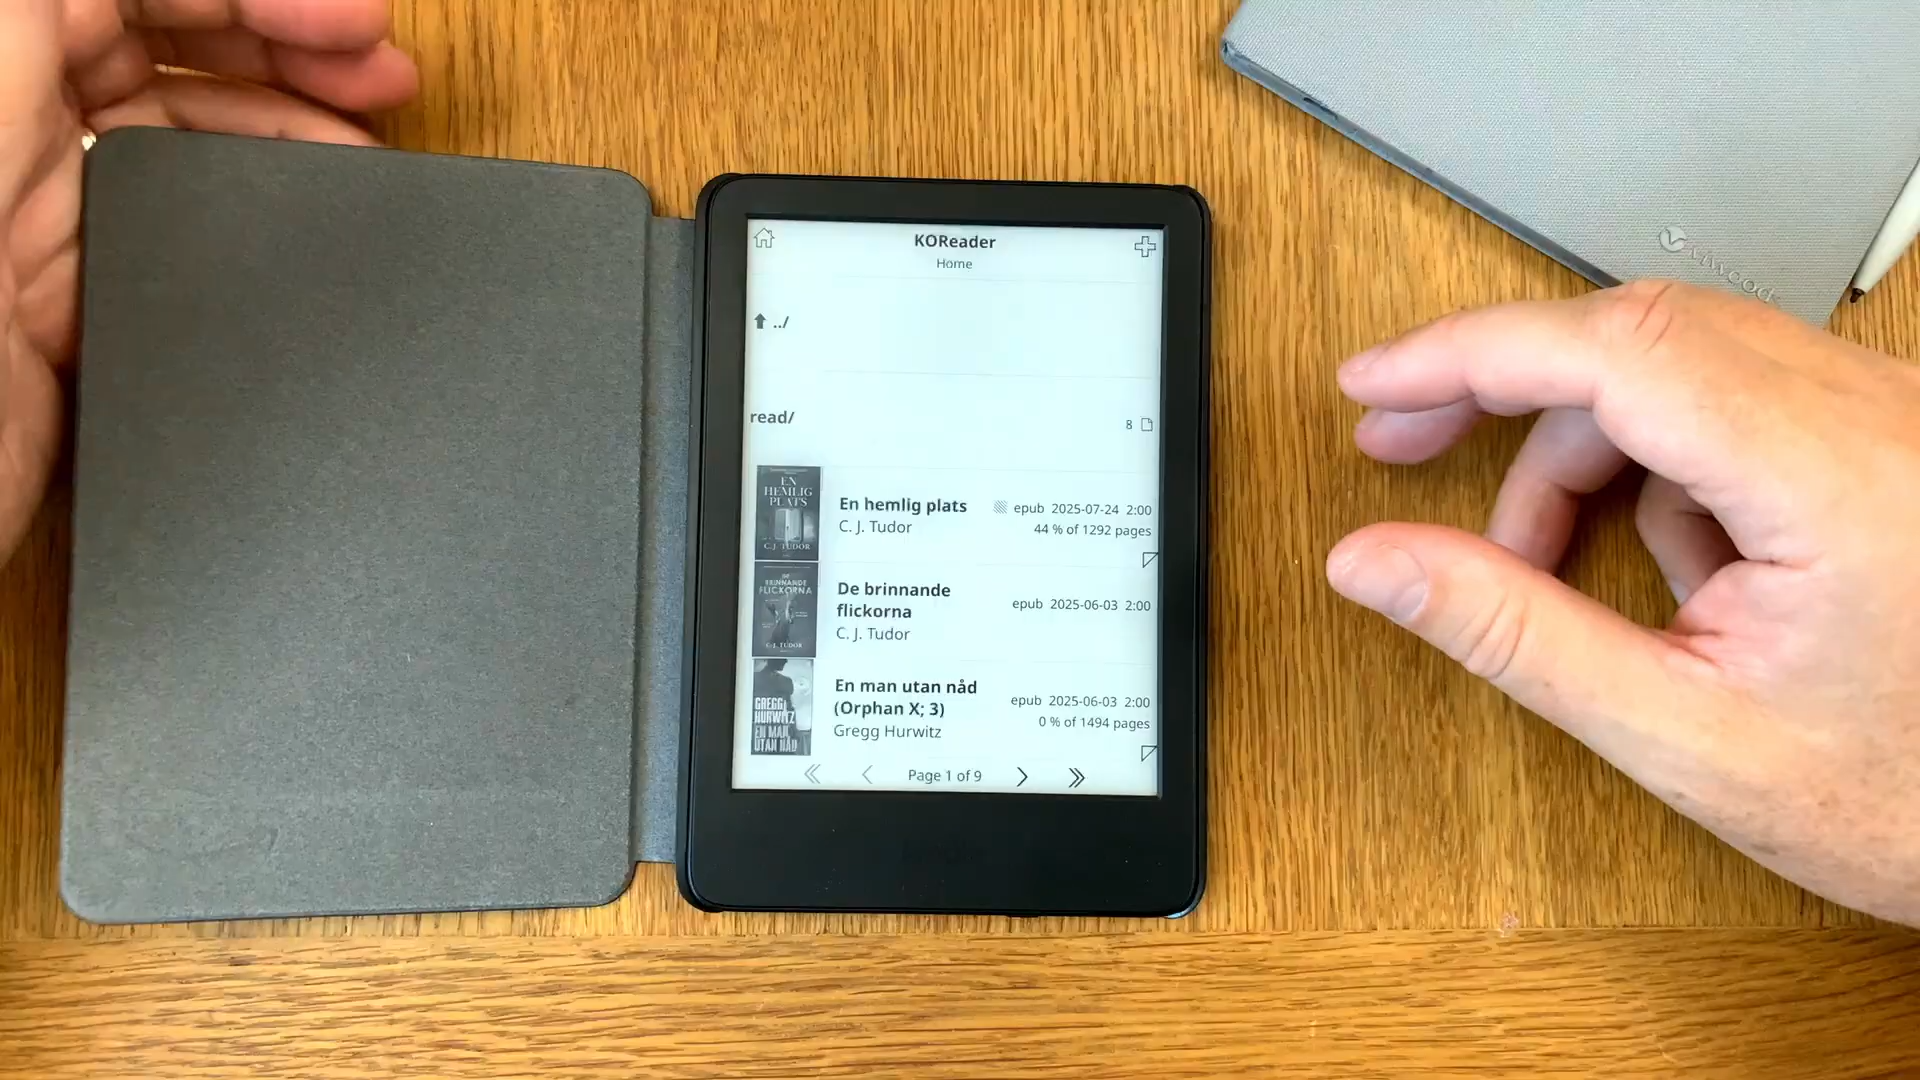 KOReader
Home
../
read/
8
EN
HEMLIG
PLATS
C.J. TUDOR
En hemlig plats
C. J. Tudor
epub 2025-07-24 2:00
44 % of 1292 pages
DE
BRINNANDE
FLICKORNA
C.J. TUDOR
De brinnande
flickorna
C. J. Tudor
epub 2025-06-03 2:00
GREGG
HURWITZ
EN MAN
UTAN NÅD
En man utan nåd
(Orphan X; 3)
Gregg Hurwitz
epub 2025-06-03 2:00
0 % of 1494 pages
Page 1 of 9
viwoods